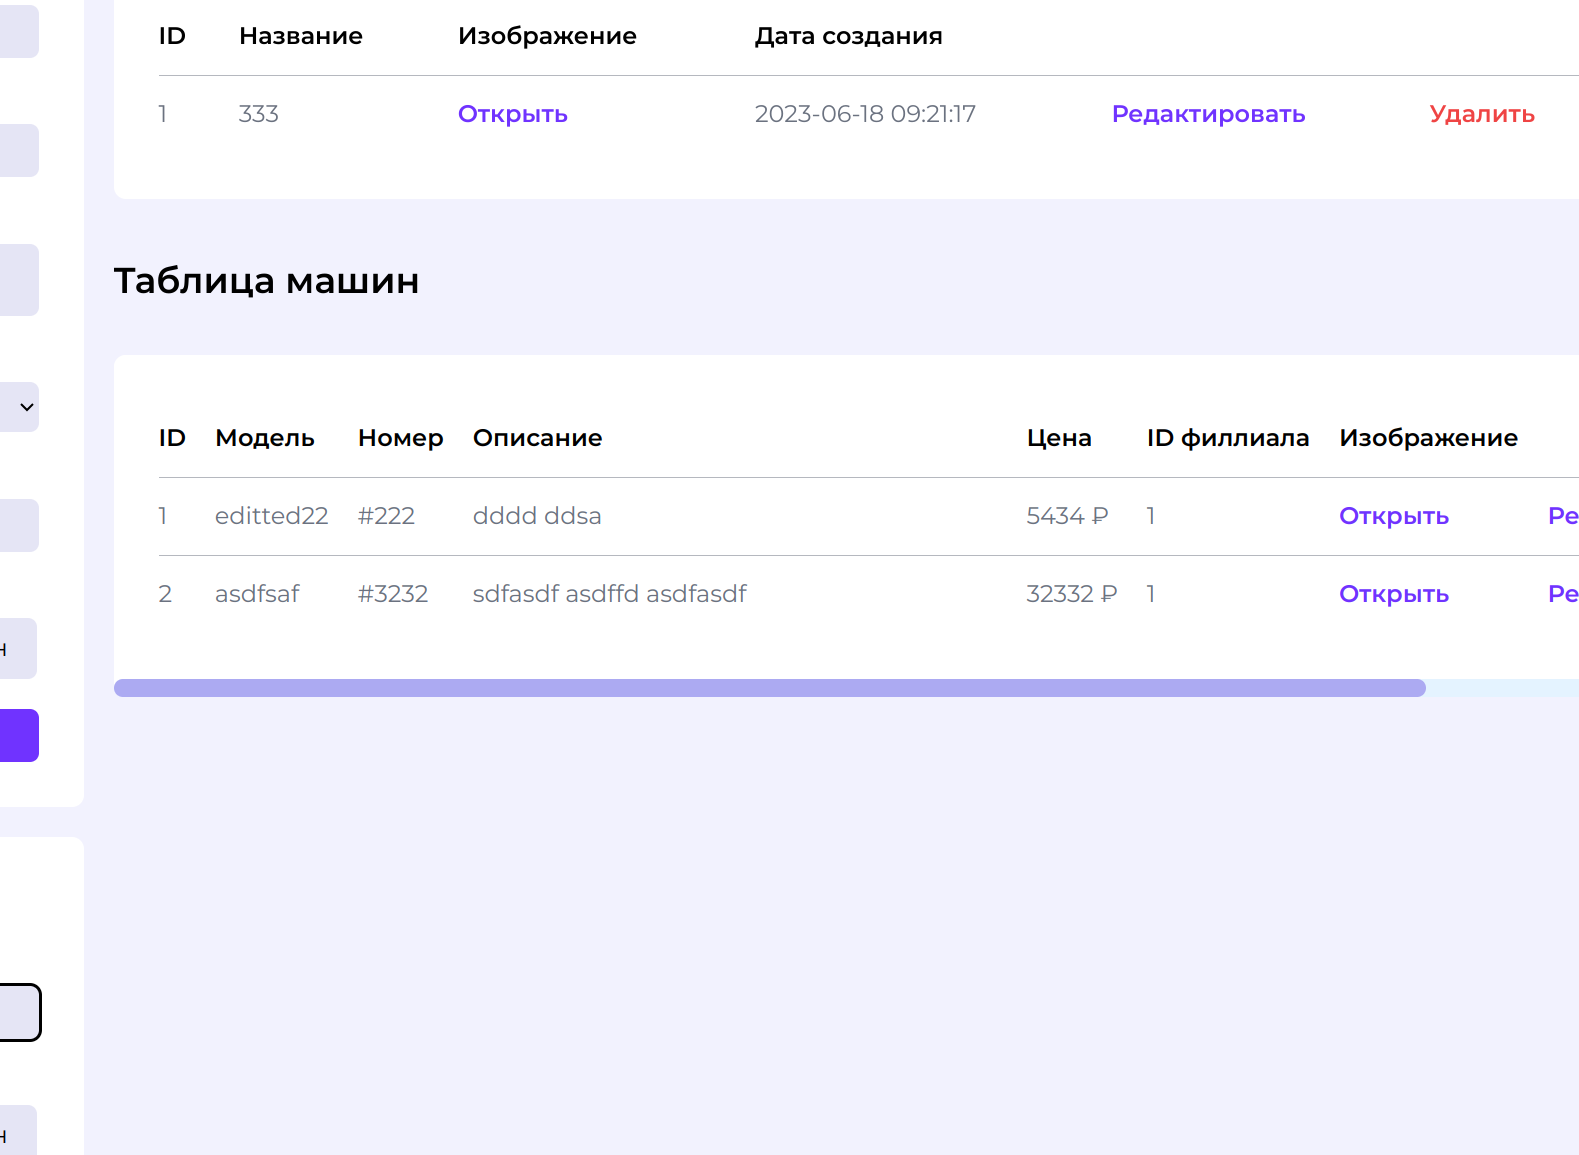 ID Название Изображение Дата создания
1 333 Открыть 2023-06-18 09:21:17 Редактировать Удалить
Таблица машин
ID Модель Номер Описание Цена ID филлиала Изображение
1 editted22 #222 dddd ddsa 5434 ₽ 1 Открыть Ре
2 asdfsaf #3232 sdfasdf asdffd asdfasdf 32332 ₽ 1 Открыть Ре
н
н